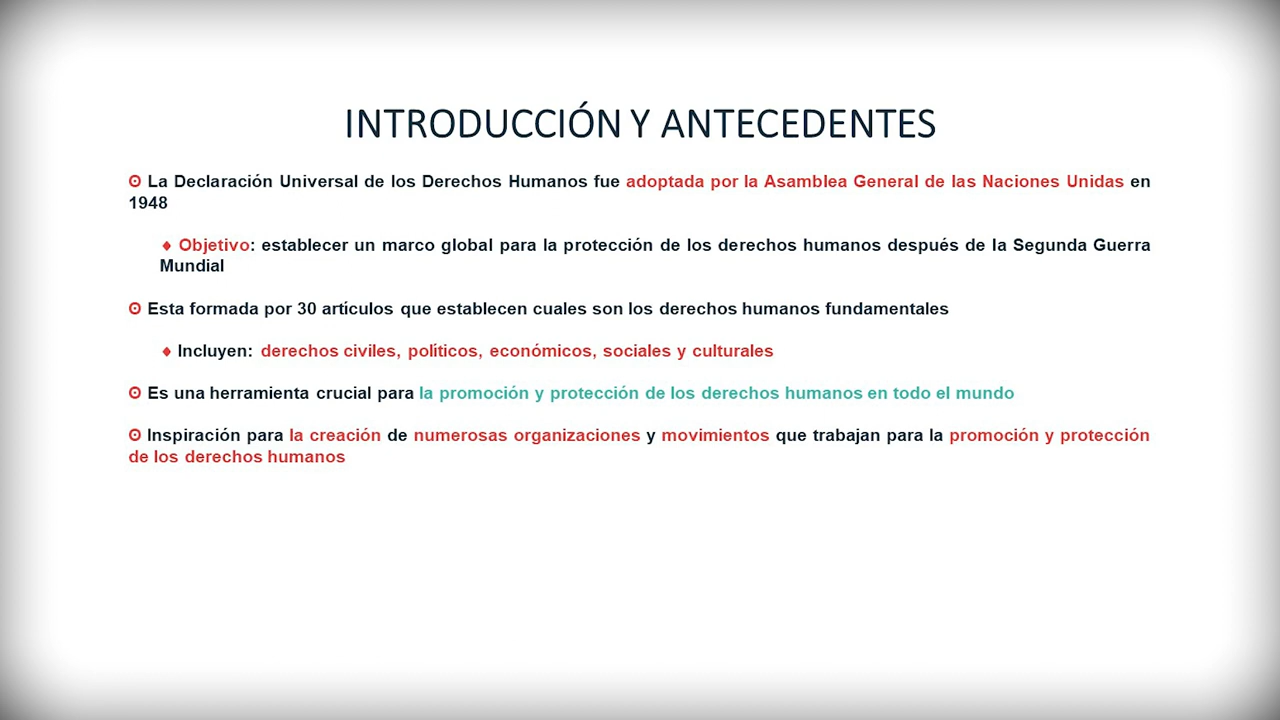 INTRODUCCIÓN Y ANTECEDENTES
ʘ La Declaración Universal de los Derechos Humanos fue adoptada por la Asamblea General de las Naciones Unidas en
1948
♦ Objetivo: establecer un marco global para la protección de los derechos humanos después de la Segunda Guerra
Mundial
ʘ Esta formada por 30 artículos que establecen cuales son los derechos humanos fundamentales
♦ Incluyen: derechos civiles, políticos, económicos, sociales y culturales
ʘ Es una herramienta crucial para la promoción y protección de los derechos humanos en todo el mundo
ʘ Inspiración para la creación de numerosas organizaciones y movimientos que trabajan para la promoción y protección
de los derechos humanos